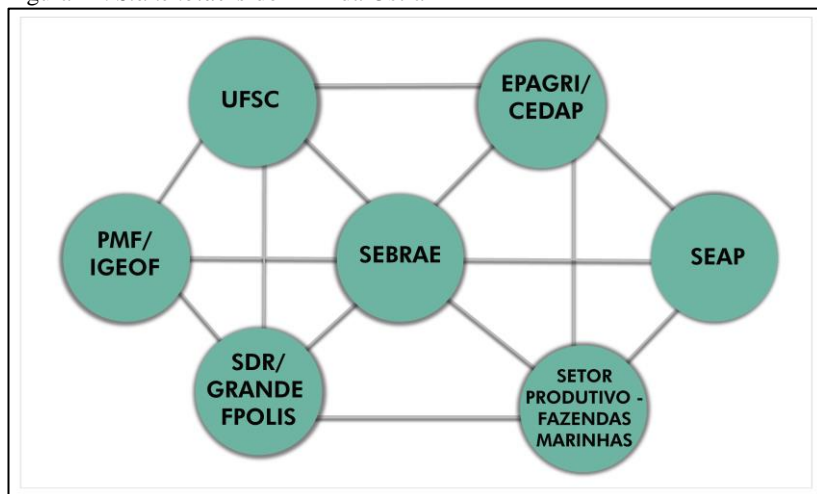 UFSC
EPAGRI/
CEDAP
PMF/
IGEOF
SEBRAE
SEAP
SDR/
GRANDE
FPOLIS
SETOR
PRODUTIVO -
FAZENDAS
MARINHAS